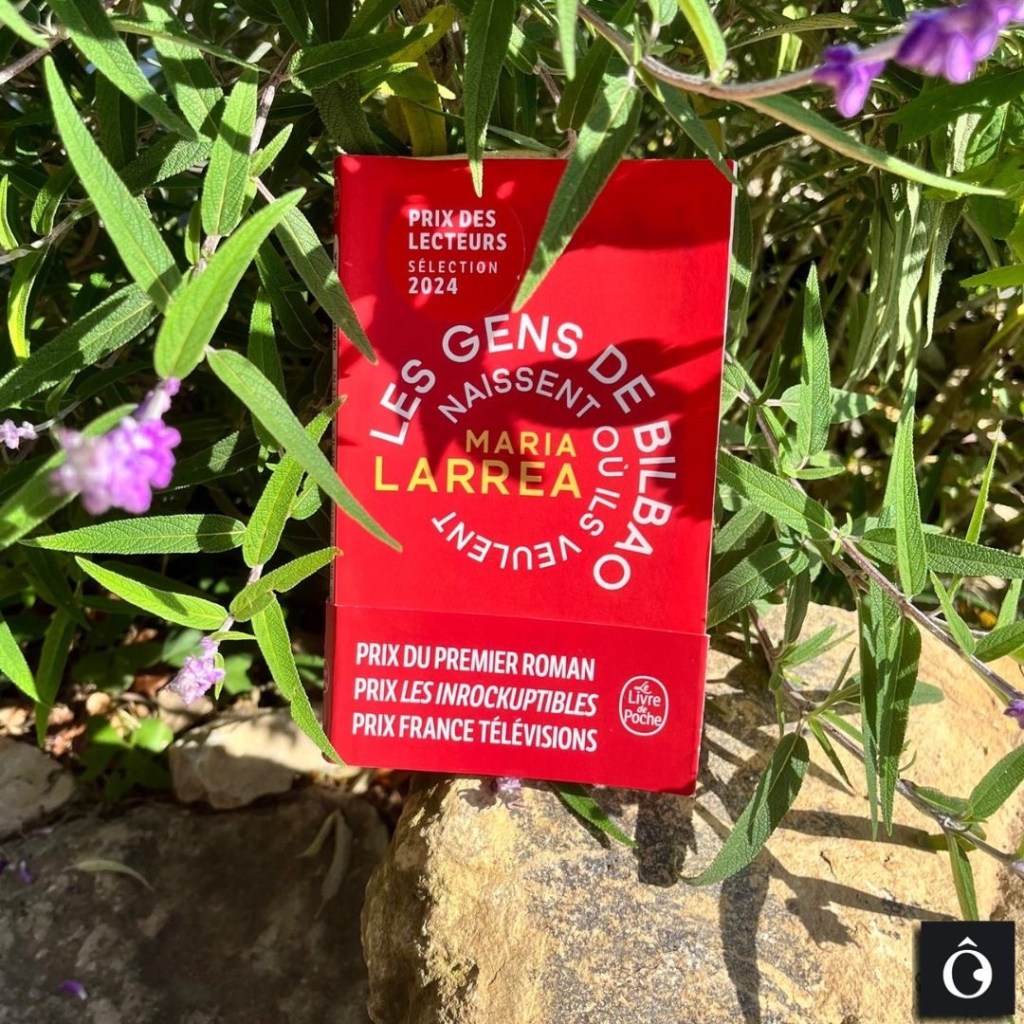 PRIX DES
LECTEURS
SÉLECTION
2024
LES GENS DE BILBAO
NAISSENT OÙ ILS VEULENT
MARIA
LARREA
PRIX DU PREMIER ROMAN
PRIX LES INROCKUPTIBLES
PRIX FRANCE TÉLÉVISIONS
Le
Livre
de
Poche
Ô